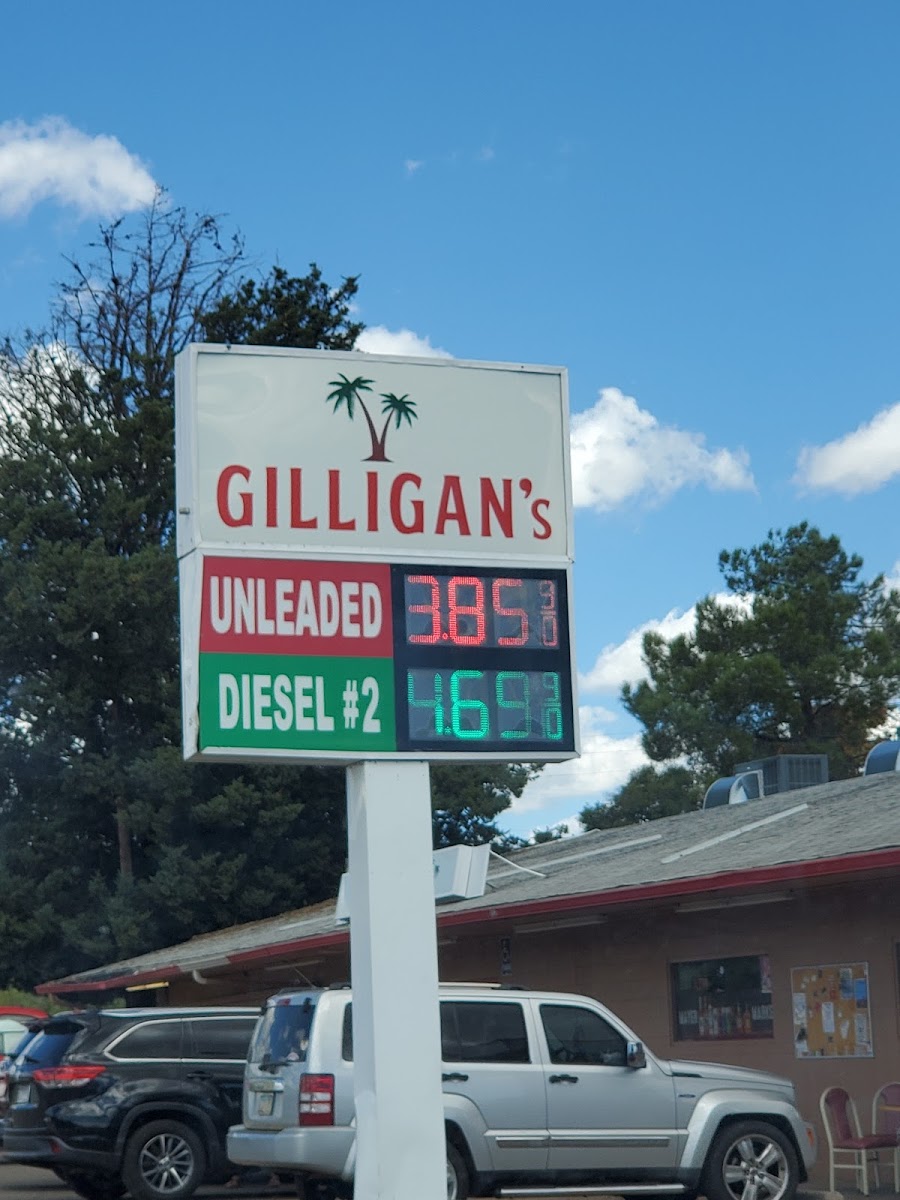 GILLIGAN's
UNLEADED 3.85 9/10
DIESEL #2 4.69 9/10